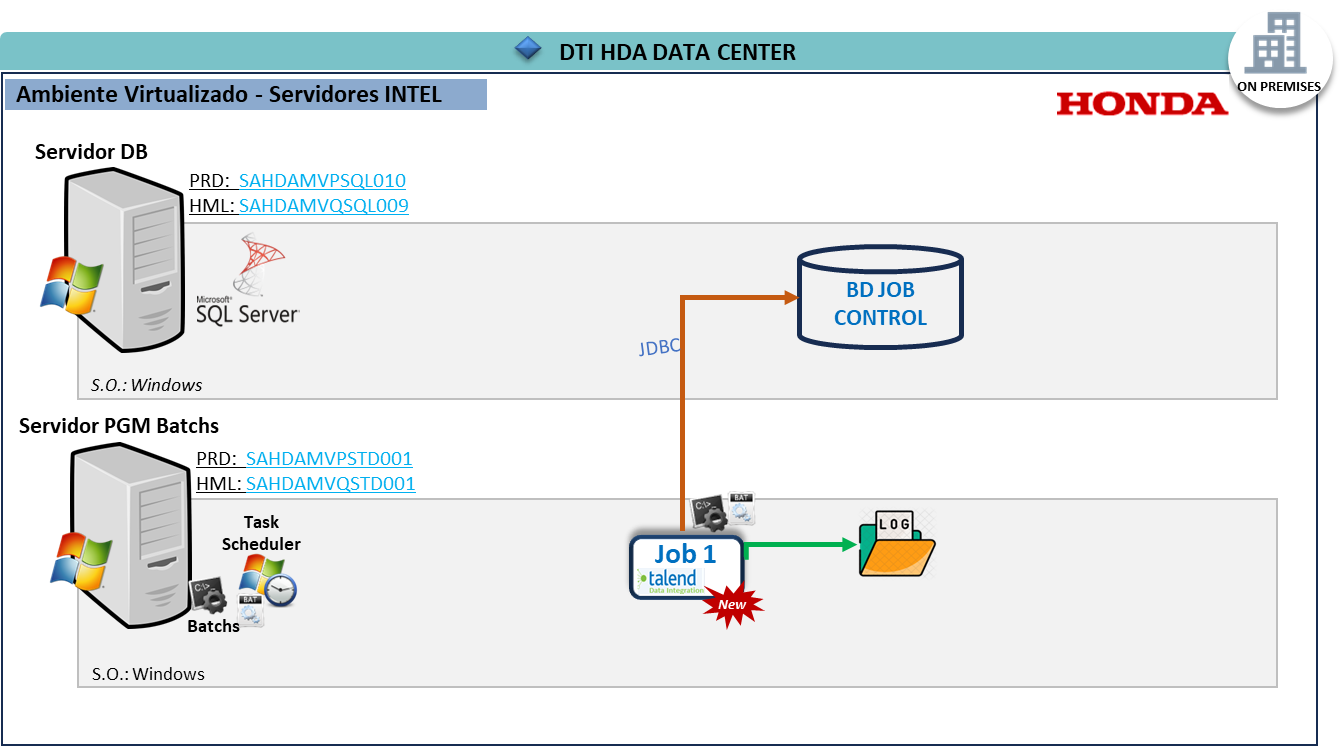 DTI HDA DATA CENTER
ON PREMISES
Ambiente Virtualizado - Servidores INTEL
HONDA
Servidor DB
PRD: SAHDAMVPSQL010
HML: SAHDAMVQSQL009
Microsoft®
SQL Server
BD JOB
CONTROL
JDBC
S.O.: Windows
Servidor PGM Batchs
PRD: SAHDAMVPSTD001
HML: SAHDAMVQSTD001
Task
Scheduler
C:\>
BAT
Batchs
C:\>
BAT
Job 1
talend
Data Integration
New
LOG
S.O.: Windows